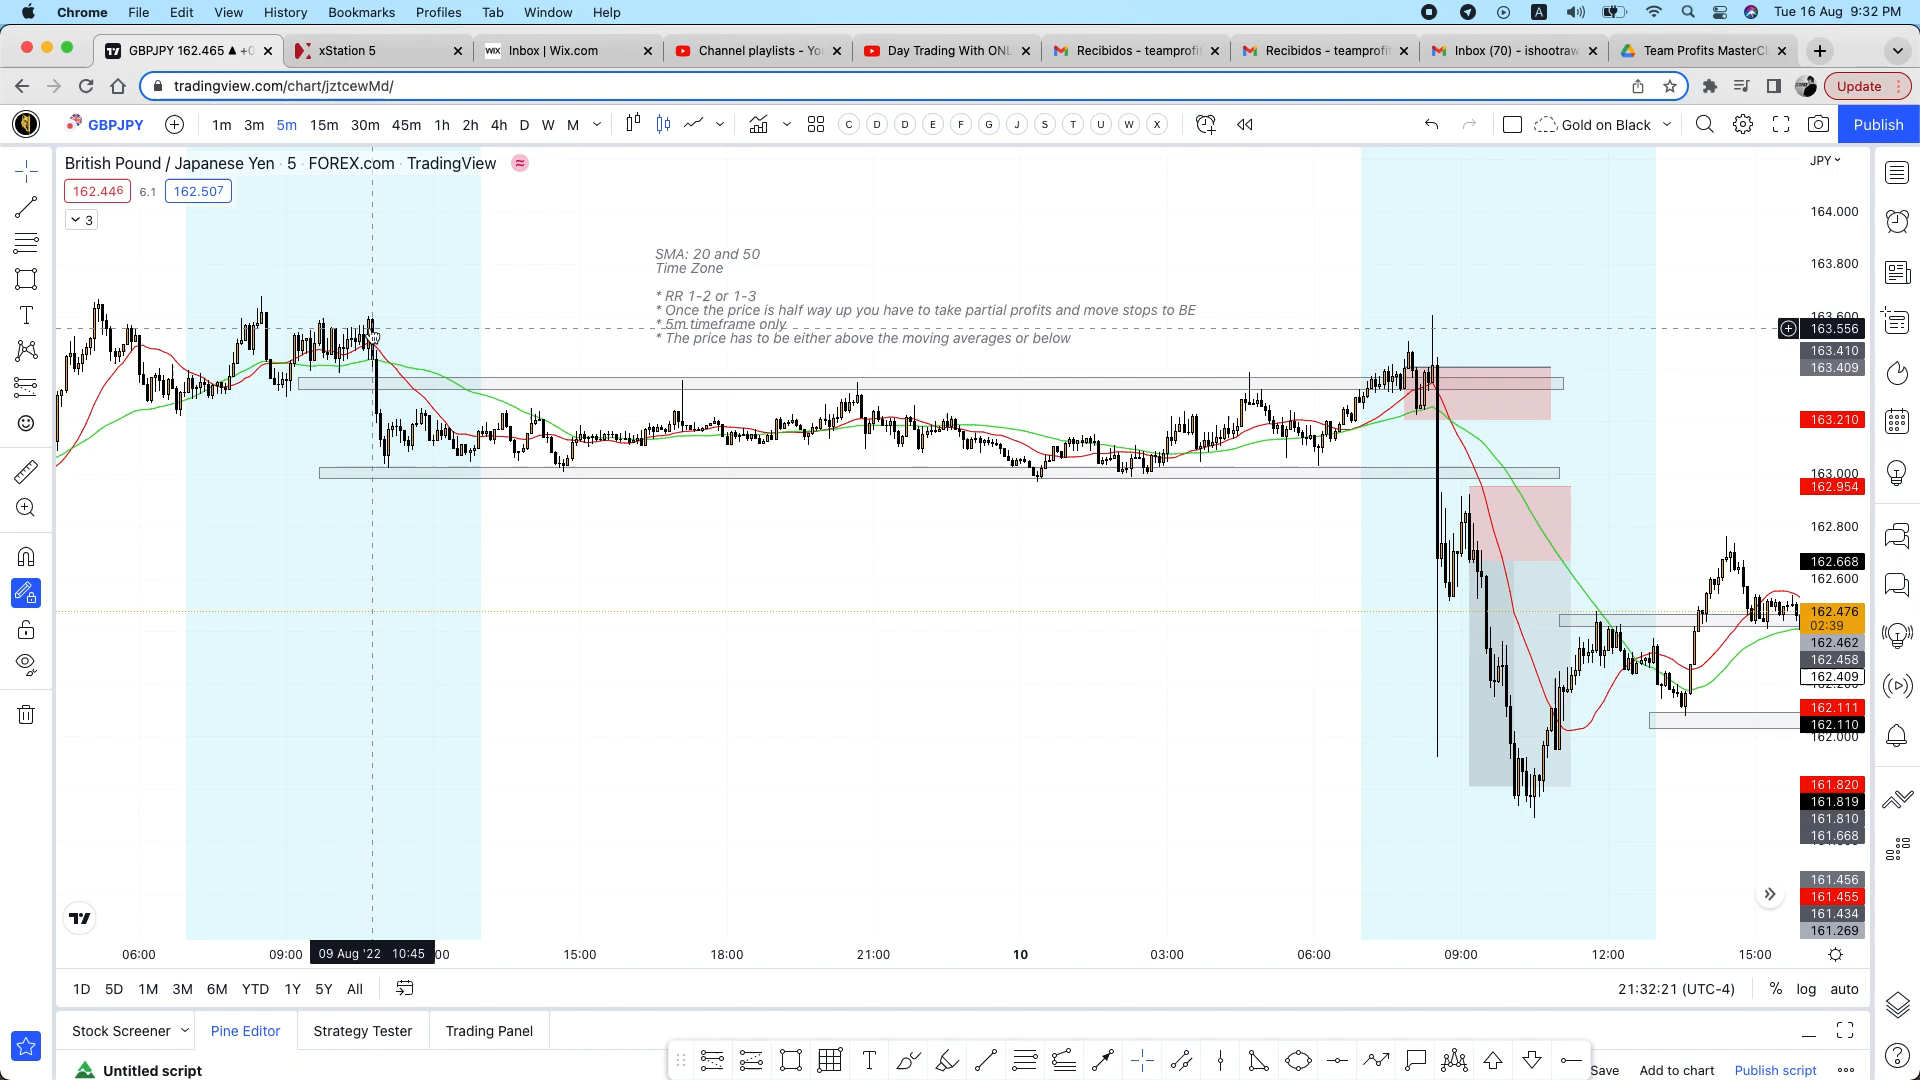 Chrome File Edit View History Bookmarks Profiles Tab Window Help A Tue 16 Aug 9:32 PM
GBPJPY 162.465 ▲ +0 xStation 5 WIX Inbox | Wix.com Channel playlists - Yo Day Trading With ONL Recibidos - teamprofi Recibidos - teamprofit Inbox (70) - ishootraw Team Profits MasterCl
tradingview.com/chart/jztcewMd/ Update
GBPJPY 1m 3m 5m 15m 30m 45m 1h 2h 4h D W M C D D E F G J S T U W X Gold on Black Publish
British Pound / Japanese Yen · 5 · FOREX.com · TradingView JPY
162.446 6.1 162.507
3
164.000
SMA: 20 and 50
Time Zone
163.800
* RR 1-2 or 1-3
* Once the price is half way up you have to take partial profits and move stops to BE
* 5m timeframe only
* The price has to be either above the moving averages or below
163.600
163.556
163.410
163.409
163.210
163.000
162.954
162.800
162.668
162.600
162.476
02:39
162.462
162.458
162.409
162.200
162.111
162.110
162.000
161.820
161.819
161.810
161.668
161.456
161.455
161.434
161.269
06:00 09:00 09 Aug '22 10:45 :00 15:00 18:00 21:00 10 03:00 06:00 09:00 12:00 15:00
1D 5D 1M 3M 6M YTD 1Y 5Y All 21:32:21 (UTC-4) % log auto
Stock Screener Pine Editor Strategy Tester Trading Panel
Untitled script Save Add to chart Publish script